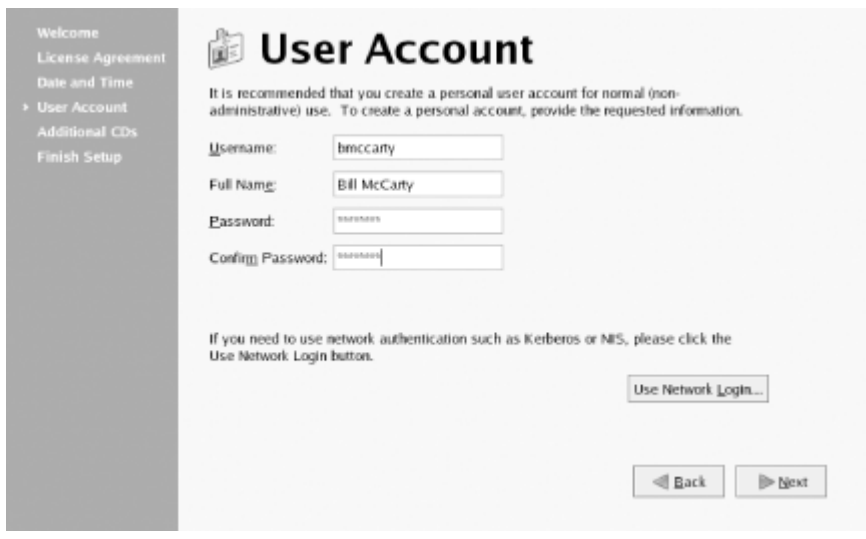 Welcome
License Agreement
Date and Time
User Account
Additional CDs
Finish Setup
User Account
It is recommended that you create a personal user account for normal (non-
administrative) use. To create a personal account, provide the requested information.
Username: bmccarty
Full Name: Bill McCarty
Password: ********
Confirm Password: ********
If you need to use network authentication such as Kerberos or NIS, please click the
Use Network Login button.
Use Network Login...
Back Next